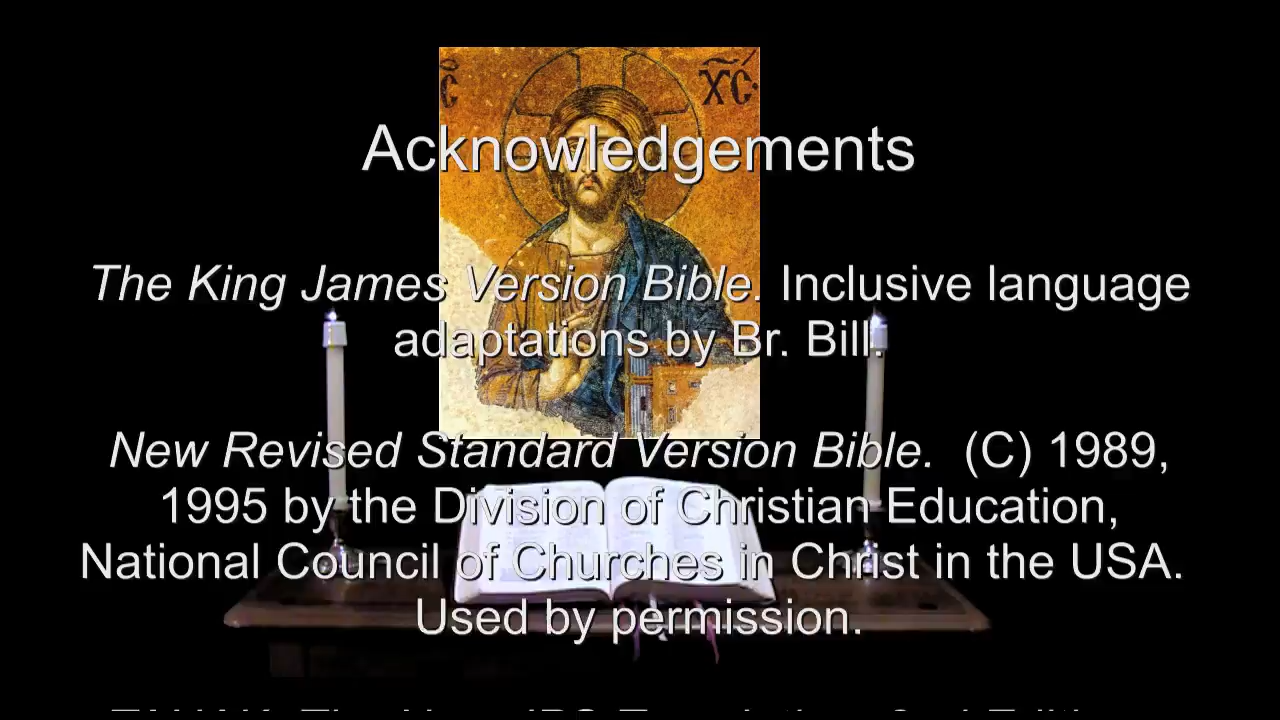 C
XC
Acknowledgements
The King James Version Bible. Inclusive language
adaptations by Br. Bill.
New Revised Standard Version Bible. (C) 1989,
1995 by the Division of Christian Education,
National Council of Churches in Christ in the USA.
Used by permission.